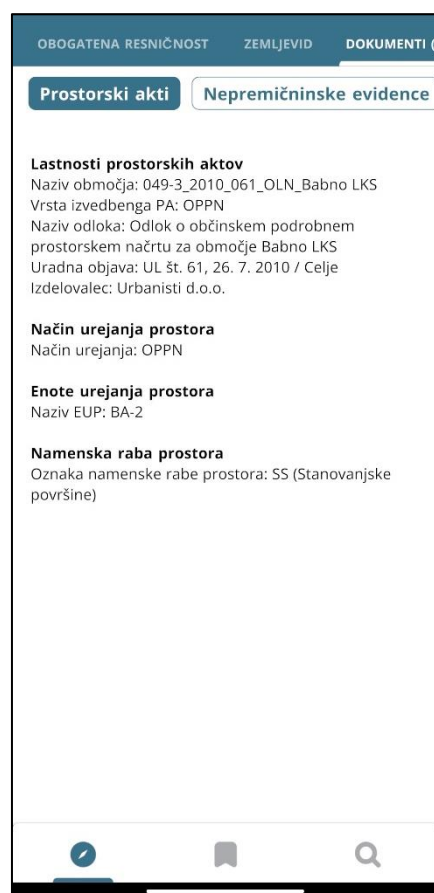 OBOGATENA RESNIČNOST ZEMLJEVID DOKUMENTI (
Prostorski akti Nepremičninske evidence
Lastnosti prostorskih aktov
Naziv območja: 049-3_2010_061_OLN_Babno LKS
Vrsta izvedbenga PA: OPPN
Naziv odloka: Odlok o občinskem podrobnem
prostorskem načrtu za območje Babno LKS
Uradna objava: UL št. 61, 26. 7. 2010 / Celje
Izdelovalec: Urbanisti d.o.o.
Način urejanja prostora
Način urejanja: OPPN
Enote urejanja prostora
Naziv EUP: BA-2
Namenska raba prostora
Oznaka namenske rabe prostora: SS (Stanovanjske
površine)